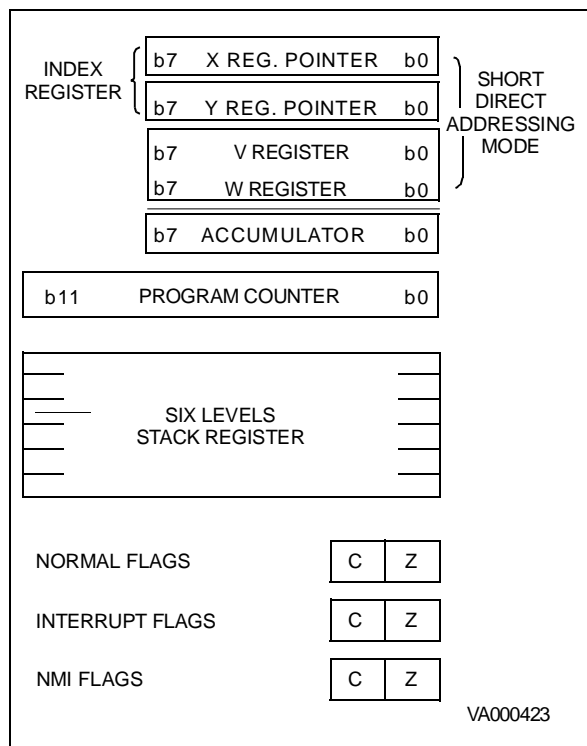 INDEX
REGISTER
b7 X REG. POINTER b0
b7 Y REG. POINTER b0
b7 V REGISTER b0
b7 W REGISTER b0
b7 ACCUMULATOR b0
SHORT
DIRECT
ADDRESSING
MODE
b11 PROGRAM COUNTER b0
SIX LEVELS
STACK REGISTER
NORMAL FLAGS C Z
INTERRUPT FLAGS C Z
NMI FLAGS C Z
VA000423